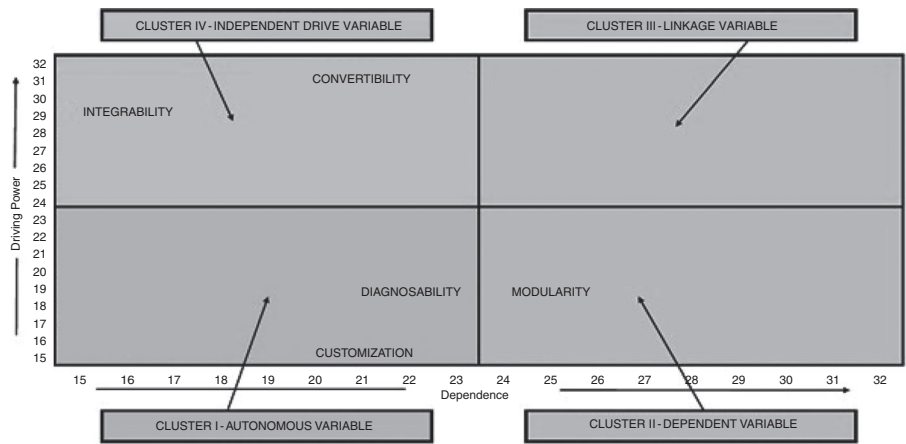 CLUSTER IV-INDEPENDENT DRIVE VARIABLE
CLUSTER III-LINKAGE VARIABLE
Driving Power
32
31
30
29
28
27
26
25
24
23
22
21
20
19
18
17
16
15
CONVERTIBILITY
INTEGRABILITY
DIAGNOSABILITY
MODULARITY
CUSTOMIZATION
15 16 17 18 19 20 21 22 23 24 25 26 27 28 29 30 31 32
Dependence
CLUSTER I-AUTONOMOUS VARIABLE
CLUSTER II-DEPENDENT VARIABLE